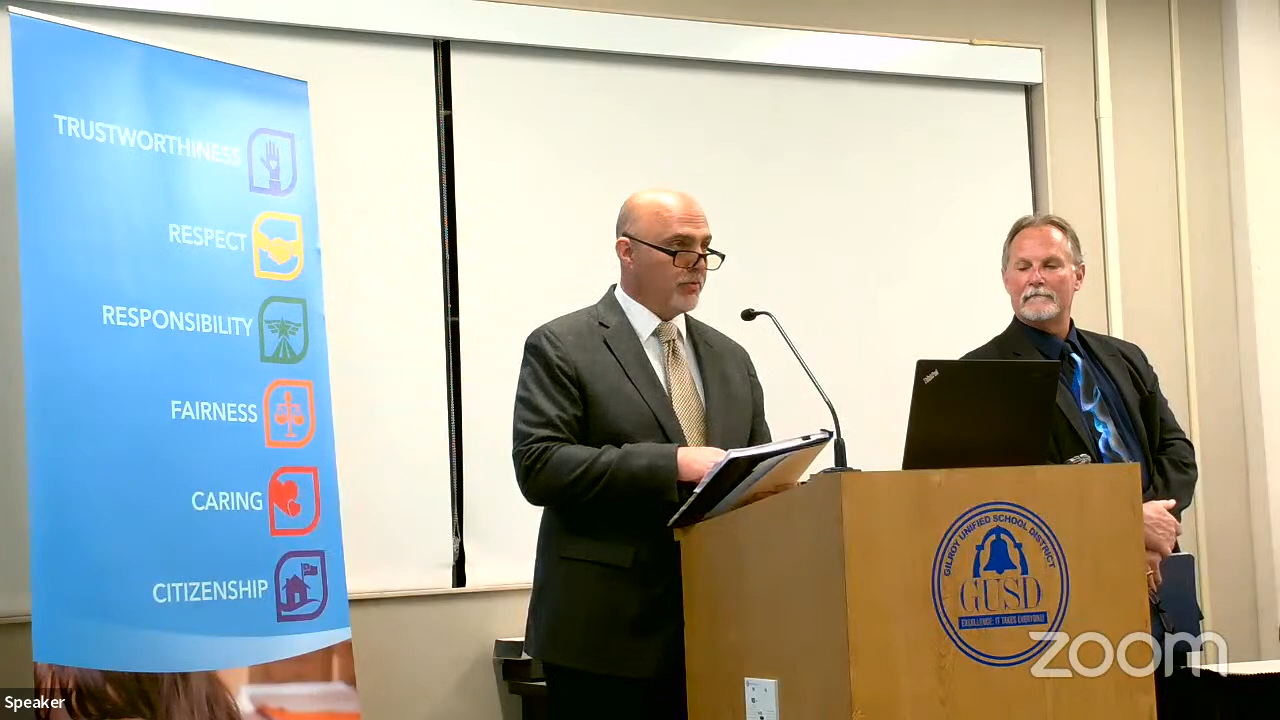 TRUSTWORTHINESS
RESPECT
RESPONSIBILITY
FAIRNESS
CARING
CITIZENSHIP
ThinkPad
GILROY UNIFIED SCHOOL DISTRICT
GUSD
EXCELLENCE: IT TAKES EVERYONE!
zoom
Speaker